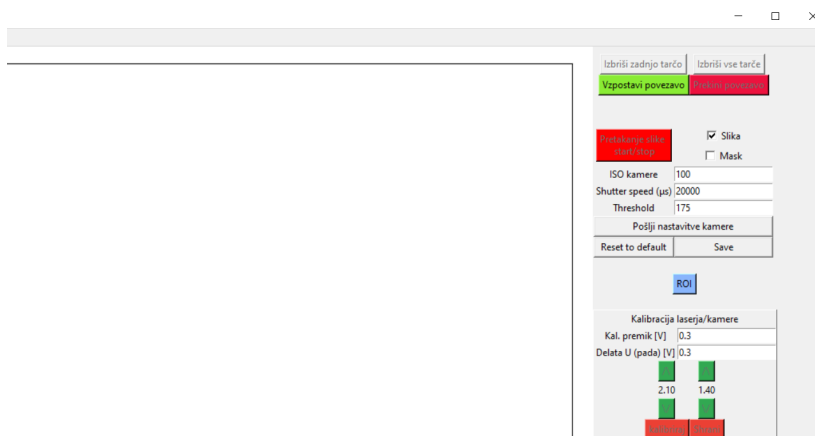 Izbriši zadnjo tarčo Izbriši vse tarče
Vzpostavi povezavo Prekini povezavo
Pretakanje slike
start/stop
Slika
Mask
ISO kamere 100
Shutter speed (µs) 20000
Threshold 175
Pošlji nastavitve kamere
Reset to default Save
ROI
Kalibracija laserja/kamere
Kal. premik [V] 0.3
Delata U (pada) [V] 0.3
2.10 1.40